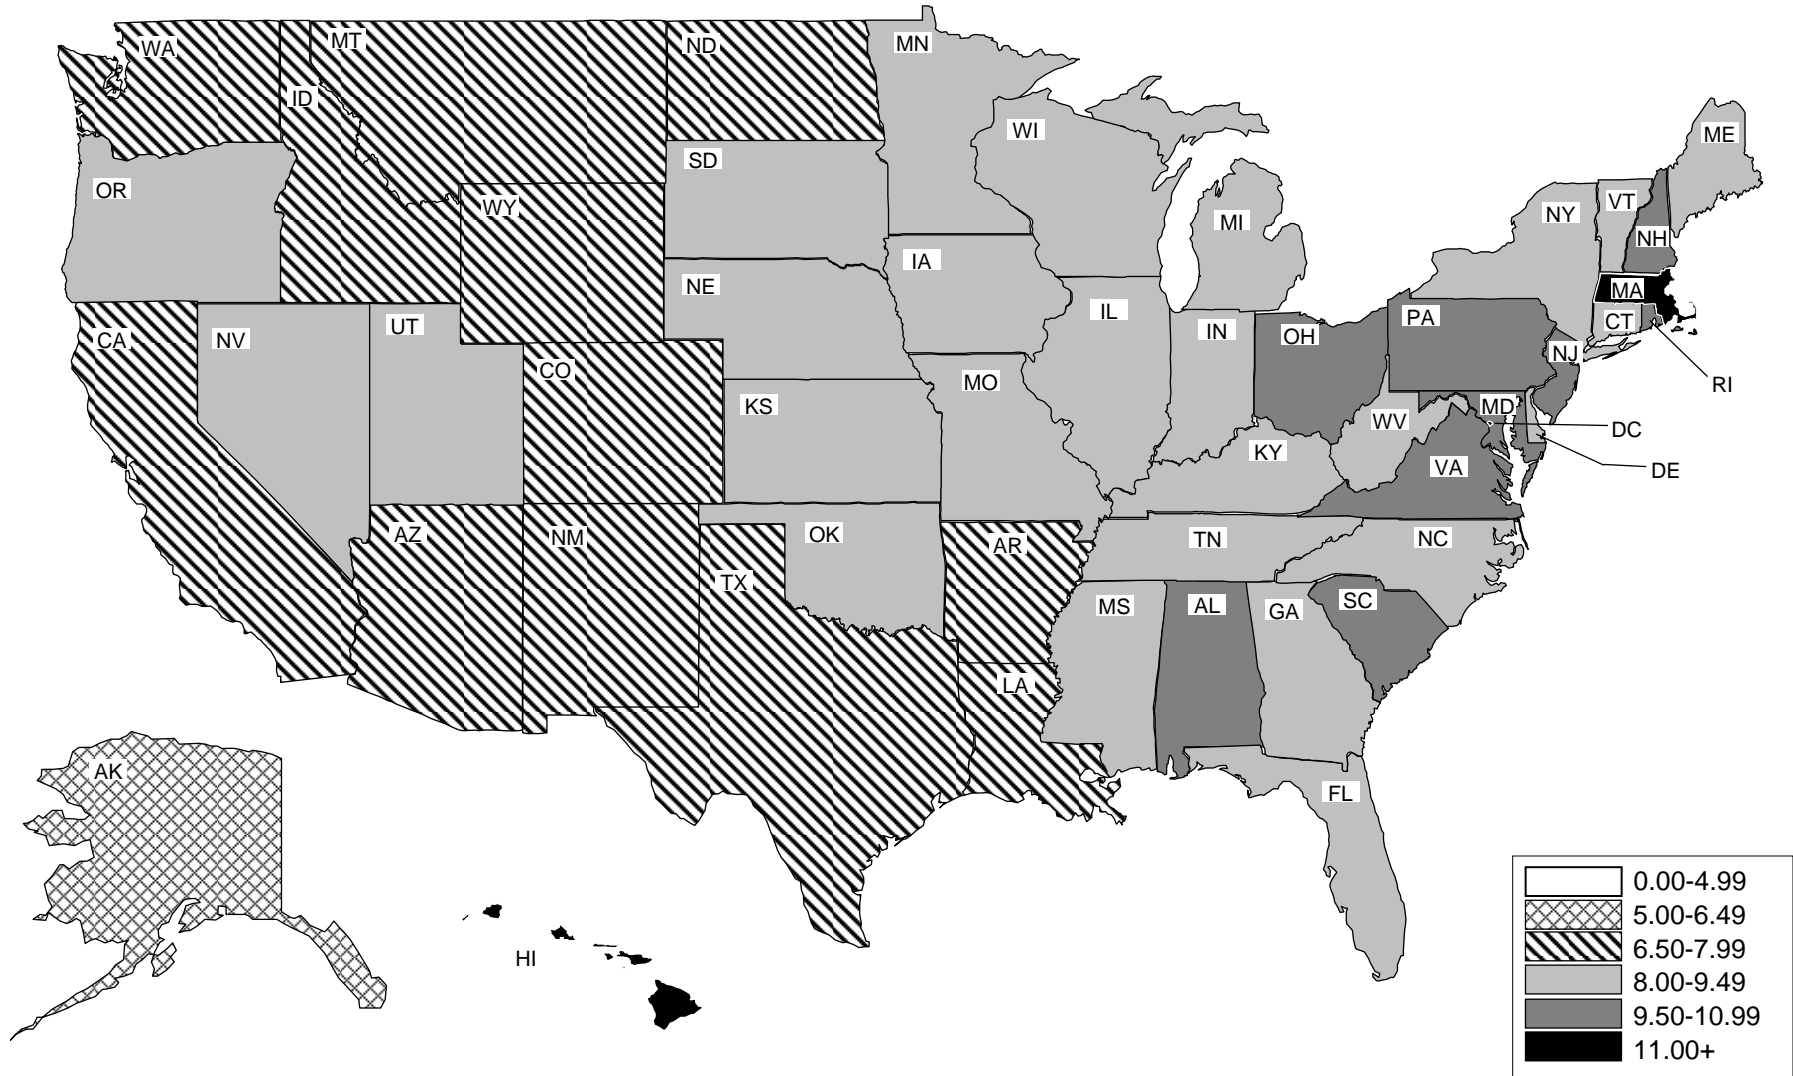 WA
MT
ND
MN
ID
ME
WI
SD
OR
VT
WY
NY
MI
NH
IA
NE
MA
IL
PA
CT
UT
IN
NV
OH
CA
NJ
CO
MO
RI
KS
MD
WV
DC
KY
VA
DE
AZ
OK
NM
AR
TN
NC
TX
SC
MS
AL
GA
LA
AK
FL
HI
0.00-4.99
5.00-6.49
6.50-7.99
8.00-9.49
9.50-10.99
11.00+